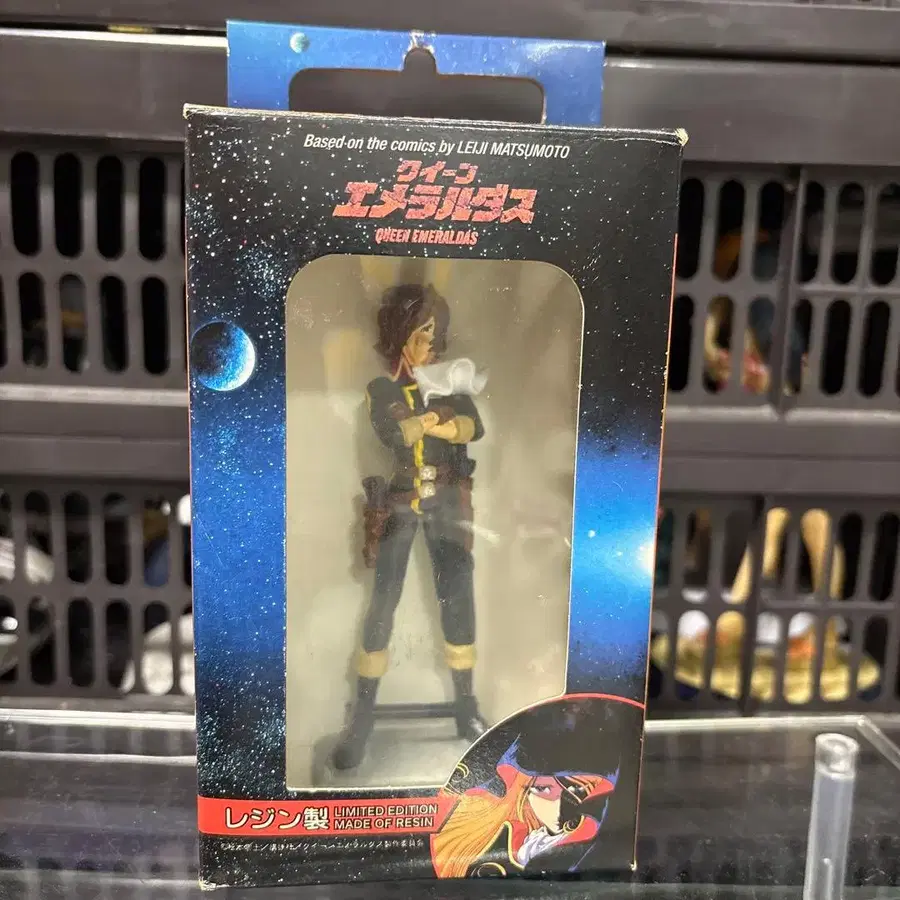 Based on the comics by LEIJI MATSUMOTO
クイーン
エメラルダス
QUEEN EMERALDAS
レジン製 LIMITED EDITION
MADE OF RESIN